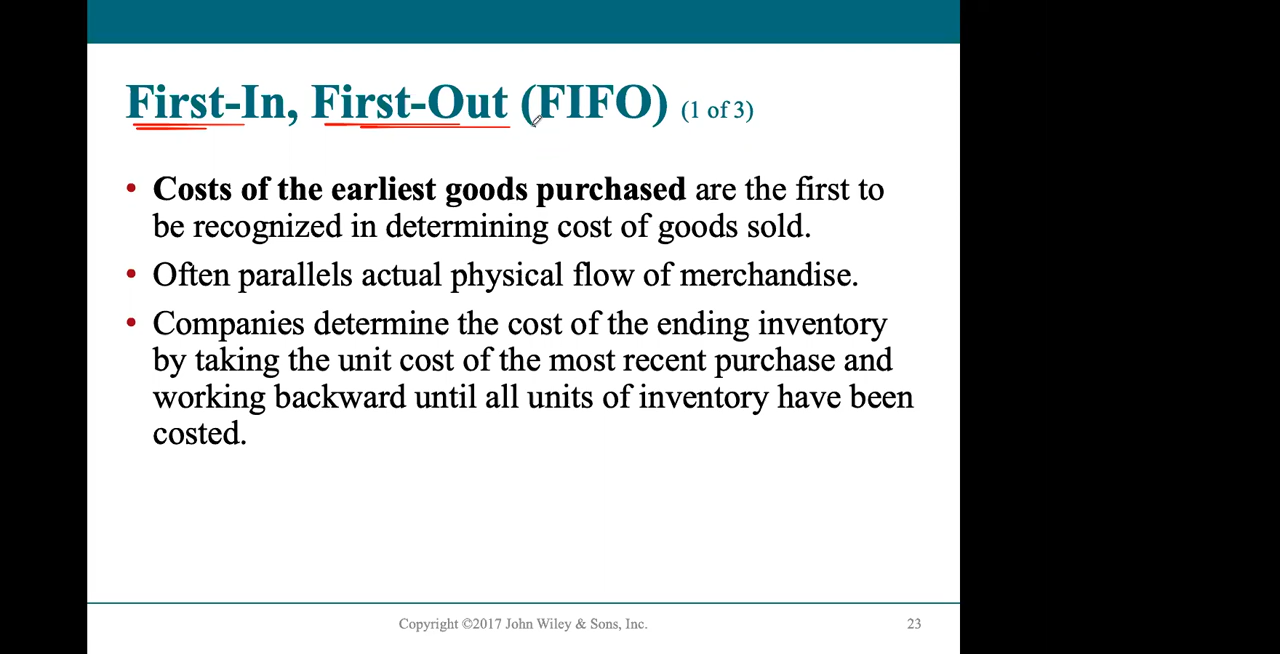 First-In, First-Out (FIFO) (1 of 3)
• Costs of the earliest goods purchased are the first to
be recognized in determining cost of goods sold.
• Often parallels actual physical flow of merchandise.
• Companies determine the cost of the ending inventory
by taking the unit cost of the most recent purchase and
working backward until all units of inventory have been
costed.
Copyright ©2017 John Wiley & Sons, Inc.
23